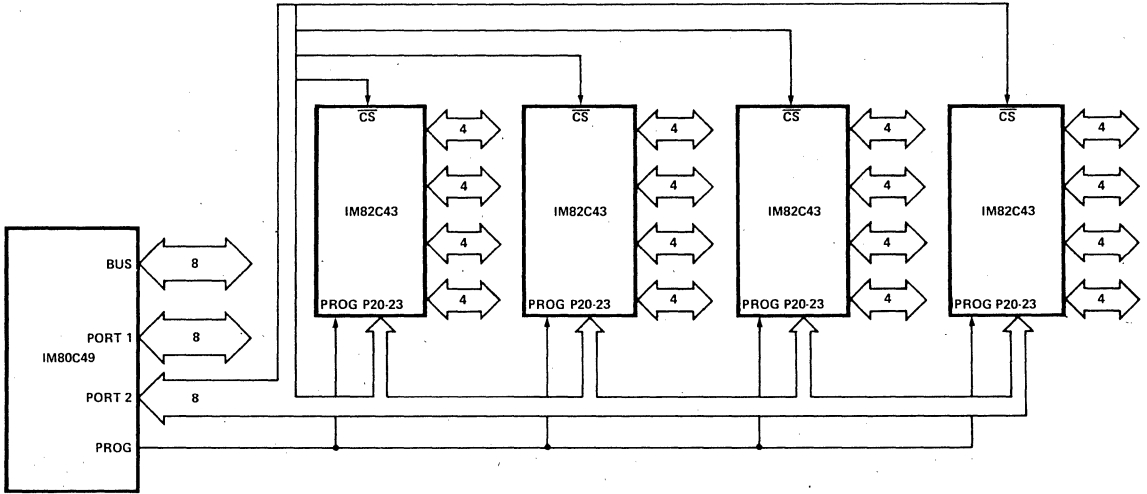 CS CS CS CS
4 4 4 4
4 4 4 4
IM82C43 IM82C43 IM82C43 IM82C43
4 4 4 4
BUS 8
4 4 4 4
PROG P20-23 PROG P20-23 PROG P20-23 PROG P20-23
PORT 1 8
IM80C49
PORT 2 8
PROG